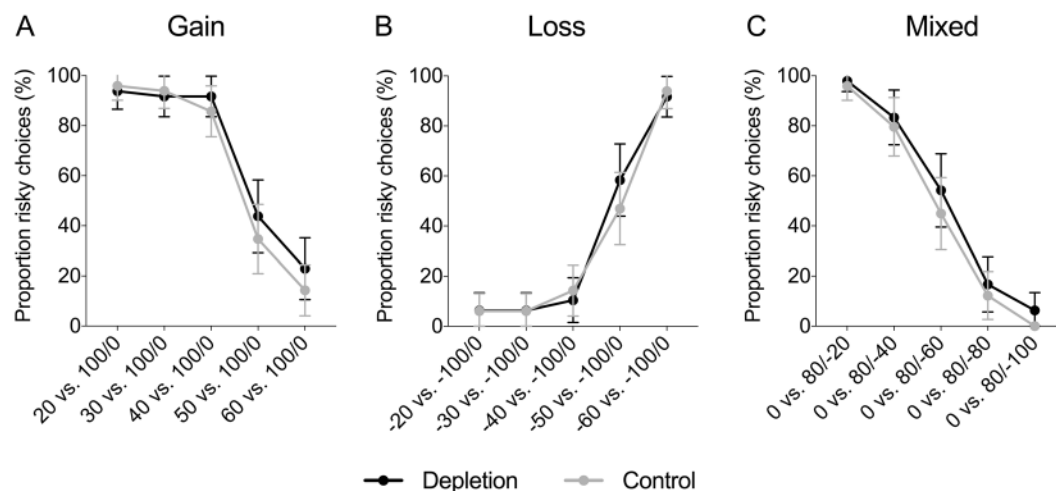 A Gain
Proportion risky choices (%)
100
80
60
40
20
0
20 vs. 100/0
30 vs. 100/0
40 vs. 100/0
50 vs. 100/0
60 vs. 100/0
B Loss
Proportion risky choices (%)
100
80
60
40
20
0
-20 vs. -100/0
-30 vs. -100/0
-40 vs. -100/0
-50 vs. -100/0
-60 vs. -100/0
C Mixed
Proportion risky choices (%)
100
80
60
40
20
0
0 vs. 80/-20
0 vs. 80/-40
0 vs. 80/-60
0 vs. 80/-80
0 vs. 80/-100
Depletion Control